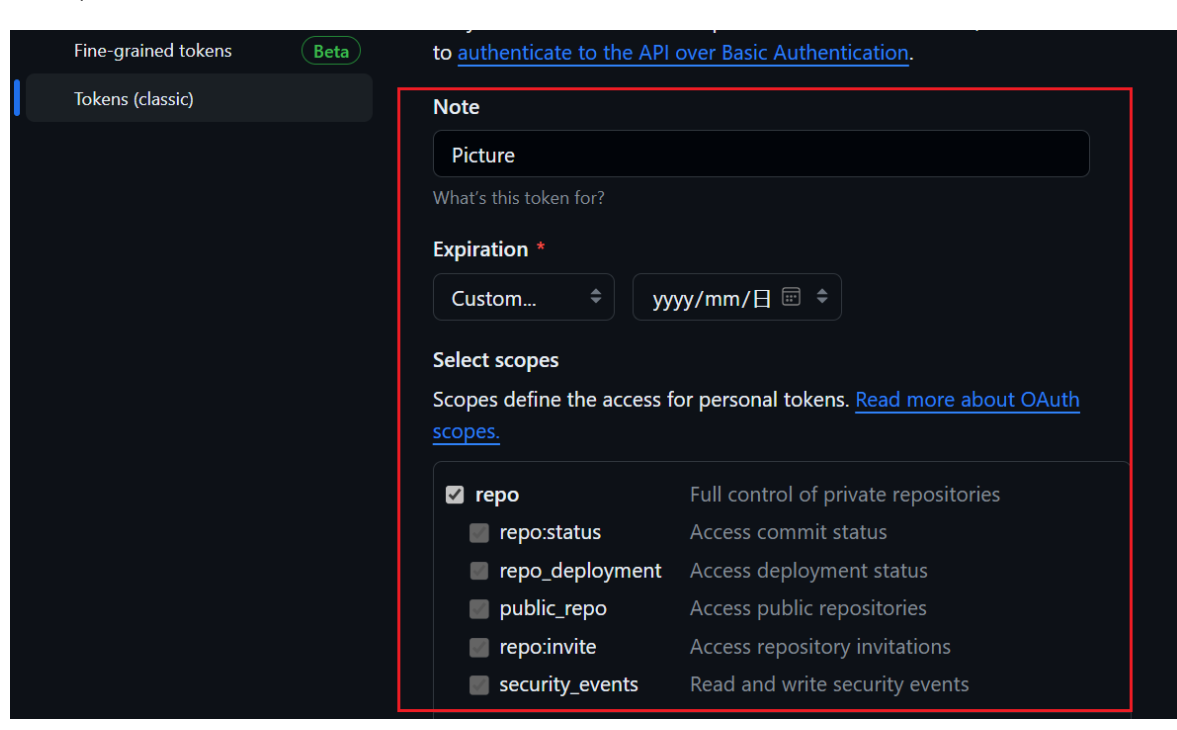 Fine-grained tokens Beta
Tokens (classic)
to authenticate to the API over Basic Authentication.
Note
Picture
What's this token for?
Expiration *
Custom... yyyy/mm/日
Select scopes
Scopes define the access for personal tokens. Read more about OAuth
scopes.
repo Full control of private repositories
repo:status Access commit status
repo_deployment Access deployment status
public_repo Access public repositories
repo:invite Access repository invitations
security_events Read and write security events